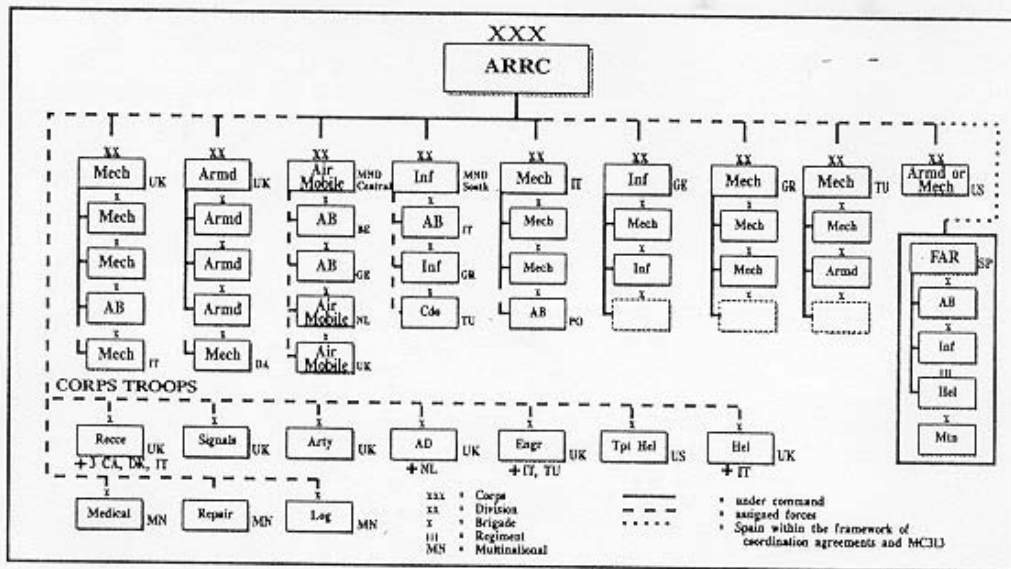 XXX
ARRC
XX XX XX XX XX XX XX XX XX
Mech UK Armd UK Air Mobile MND Central Inf MND South Mech IT Inf GE Mech GR Mech TU Armd or Mech US
x x x x x x x x
Mech Armd AB BE AB IT Mech Mech Mech Mech FAR SP
x x x x x x x x x
Mech Armd AB GE Inf GR Mech Inf Mech Armd AB
x x x x x x x x x
AB Armd Air Mobile NL Cdo TU AB PO Inf
x x x III
Mech IT Mech DA Air Mobile UK Hel
CORPS TROOPS
x x x x x x x x
Recce UK Signals UK Arty UK AD UK Engr UK Tpt Hel US Hel UK Mtn
+ 3 CA, DK, IT + NL + IT, TU + IT
x x
Medical MN Repair MN Log MN
xxx • Corps
xx • Division
x • Brigade
III • Regiment
MN • Multinational
• under command
• assigned forces
• Spain within the framework of
coordination agreements and MC313